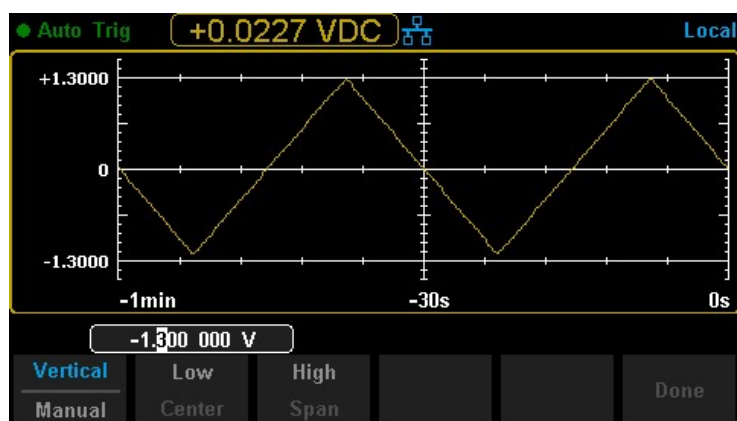 Auto Trig +0.0227 VDC Local
+1.3000
0
-1.3000
-1min -30s 0s
-1.300 000 V
Vertical Low High
Manual Center Span Done